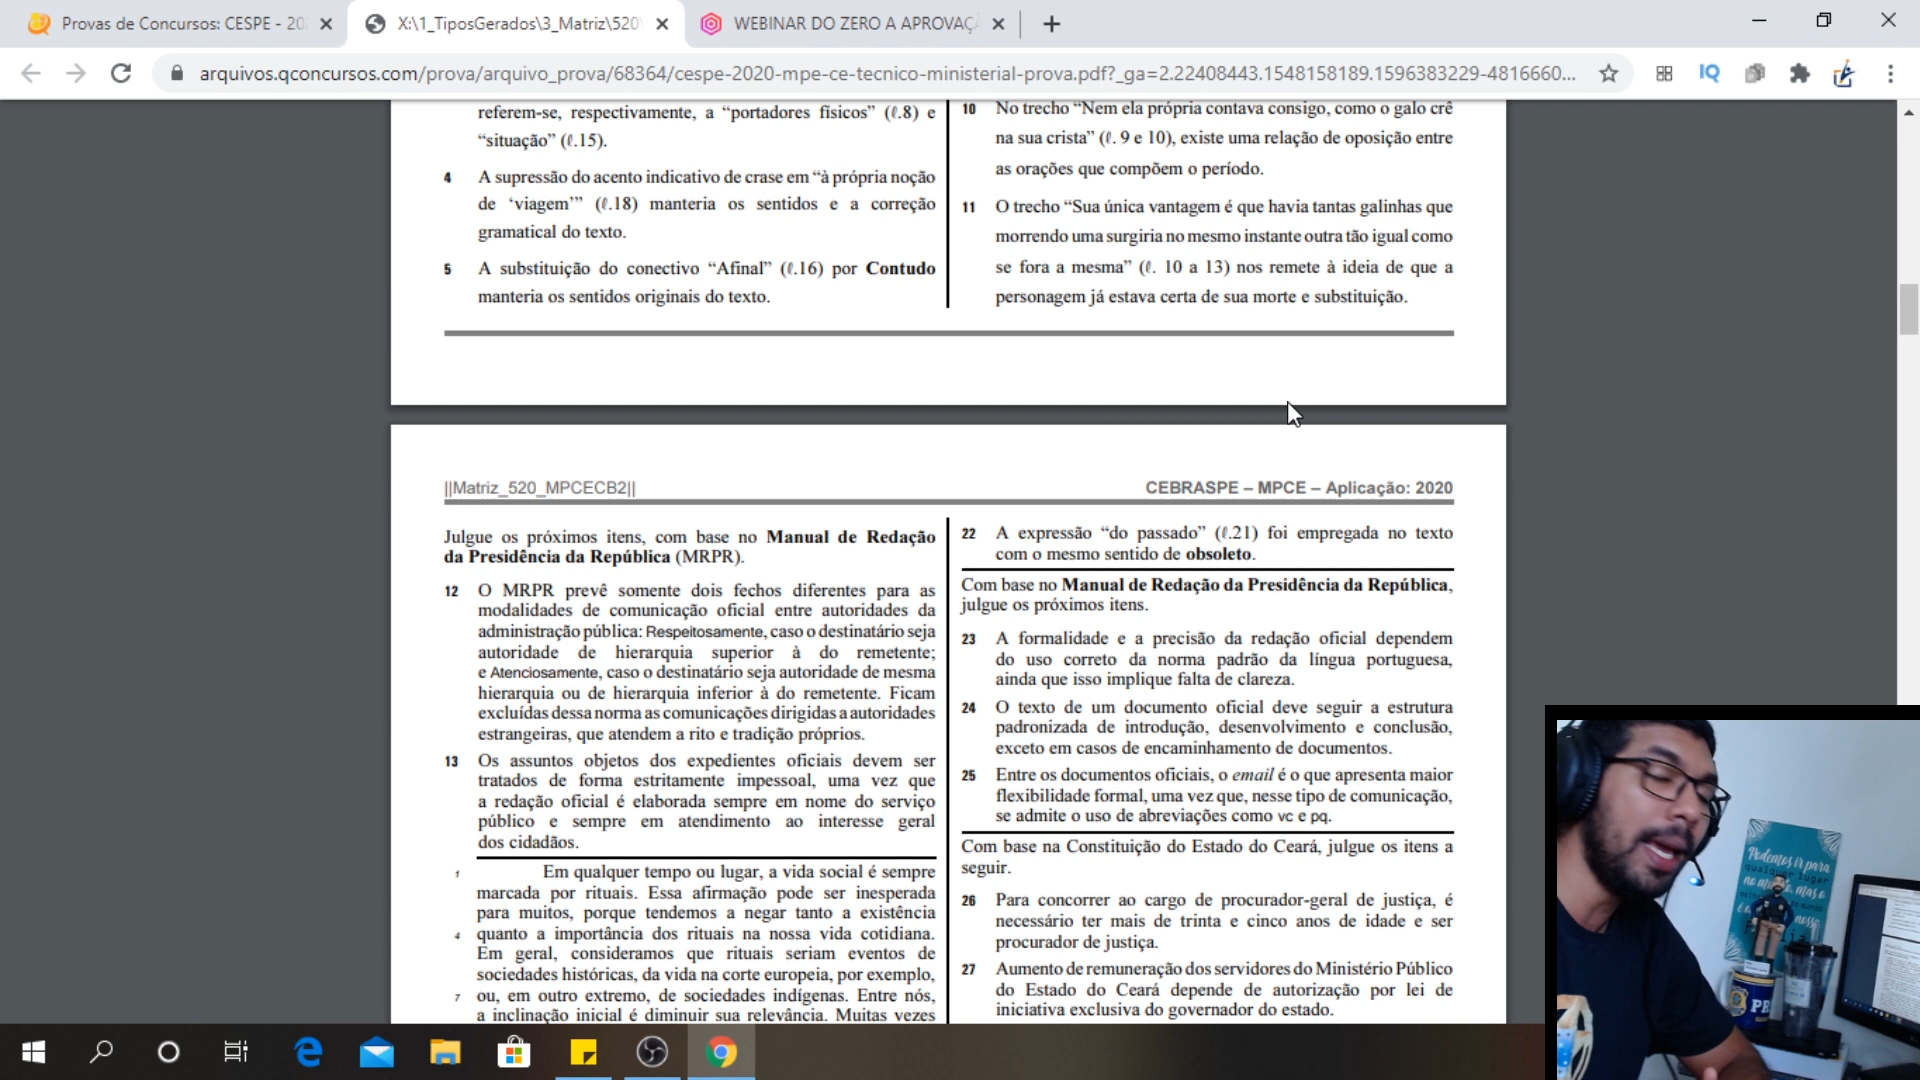 Provas de Concursos: CESPE - 20
X:\1_TiposGerados\3_Matriz\520
WEBINAR DO ZERO A APROVAÇ
arquivos.qconcursos.com/prova/arquivo_prova/68364/cespe-2020-mpe-ce-tecnico-ministerial-prova.pdf?_ga=2.22408443.1548158189.1596383229-4816660...
IQ
referem-se, respectivamente, a “portadores físicos” (ℓ.8) e
“situação” (ℓ.15).
4 A supressão do acento indicativo de crase em “à própria noção
de ‘viagem’” (ℓ.18) manteria os sentidos e a correção
gramatical do texto.
5 A substituição do conectivo “Afinal” (ℓ.16) por Contudo
manteria os sentidos originais do texto.
10 No trecho “Nem ela própria contava consigo, como o galo crê
na sua crista” (ℓ. 9 e 10), existe uma relação de oposição entre
as orações que compõem o período.
11 O trecho “Sua única vantagem é que havia tantas galinhas que
morrendo uma surgiria no mesmo instante outra tão igual como
se fora a mesma” (ℓ. 10 a 13) nos remete à ideia de que a
personagem já estava certa de sua morte e substituição.
||Matriz_520_MPCECB2||
CEBRASPE – MPCE – Aplicação: 2020
Julgue os próximos itens, com base no Manual de Redação
da Presidência da República (MRPR).
12 O MRPR prevê somente dois fechos diferentes para as
modalidades de comunicação oficial entre autoridades da
administração pública: Respeitosamente, caso o destinatário seja
autoridade de hierarquia superior à do remetente;
e Atenciosamente, caso o destinatário seja autoridade de mesma
hierarquia ou de hierarquia inferior à do remetente. Ficam
excluídas dessa norma as comunicações dirigidas a autoridades
estrangeiras, que atendem a rito e tradição próprios.
13 Os assuntos objetos dos expedientes oficiais devem ser
tratados de forma estritamente impessoal, uma vez que
a redação oficial é elaborada sempre em nome do serviço
público e sempre em atendimento ao interesse geral
dos cidadãos.
1 Em qualquer tempo ou lugar, a vida social é sempre
marcada por rituais. Essa afirmação pode ser inesperada
para muitos, porque tendemos a negar tanto a existência
4 quanto a importância dos rituais na nossa vida cotidiana.
Em geral, consideramos que rituais seriam eventos de
sociedades históricas, da vida na corte europeia, por exemplo,
7 ou, em outro extremo, de sociedades indígenas. Entre nós,
a inclinação inicial é diminuir sua relevância. Muitas vezes
22 A expressão “do passado” (ℓ.21) foi empregada no texto
com o mesmo sentido de obsoleto.
Com base no Manual de Redação da Presidência da República,
julgue os próximos itens.
23 A formalidade e a precisão da redação oficial dependem
do uso correto da norma padrão da língua portuguesa,
ainda que isso implique falta de clareza.
24 O texto de um documento oficial deve seguir a estrutura
padronizada de introdução, desenvolvimento e conclusão,
exceto em casos de encaminhamento de documentos.
25 Entre os documentos oficiais, o email é o que apresenta maior
flexibilidade formal, uma vez que, nesse tipo de comunicação,
se admite o uso de abreviações como vc e pq.
Com base na Constituição do Estado do Ceará, julgue os itens a
seguir.
26 Para concorrer ao cargo de procurador-geral de justiça, é
necessário ter mais de trinta e cinco anos de idade e ser
procurador de justiça.
27 Aumento de remuneração dos servidores do Ministério Público
do Estado do Ceará depende de autorização por lei de
iniciativa exclusiva do governador do estado.
Podemos ir para
qualquer lugar